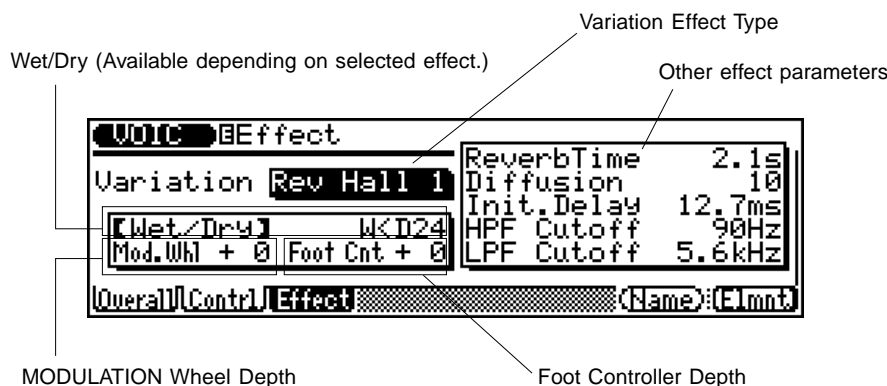 Variation Effect Type
Wet/Dry (Available depending on selected effect.)
Other effect parameters
VOIC E Effect
Variation Rev Hall 1
[Wet/Dry] W<D24
Mod.Whl + 0 Foot Cnt + 0
ReverbTime 2.1s
Diffusion 10
Init.Delay 12.7ms
HPF Cutoff 90Hz
LPF Cutoff 5.6kHz
Overall Contrl Effect (Name) (Elmnt)
MODULATION Wheel Depth
Foot Controller Depth